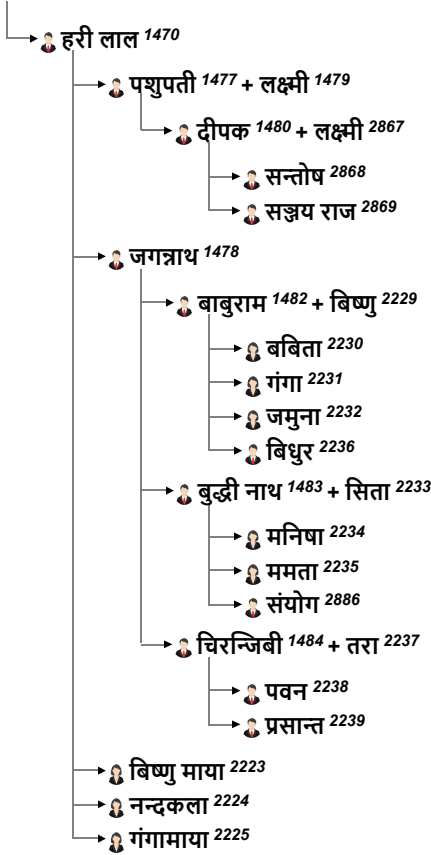 हरी लाल 1470
पशुपती 1477 + लक्ष्मी 1479
दीपक 1480 + लक्ष्मी 2867
सन्तोष 2868
सञ्जय राज 2869
जगन्नाथ 1478
बाबुराम 1482 + बिष्णु 2229
बबिता 2230
गंगा 2231
जमुना 2232
बिधुर 2236
बुद्धी नाथ 1483 + सिता 2233
मनिषा 2234
ममता 2235
संयोग 2886
चिरन्जिबी 1484 + तरा 2237
पवन 2238
प्रसान्त 2239
बिष्णु माया 2223
नन्दकला 2224
गंगामाया 2225